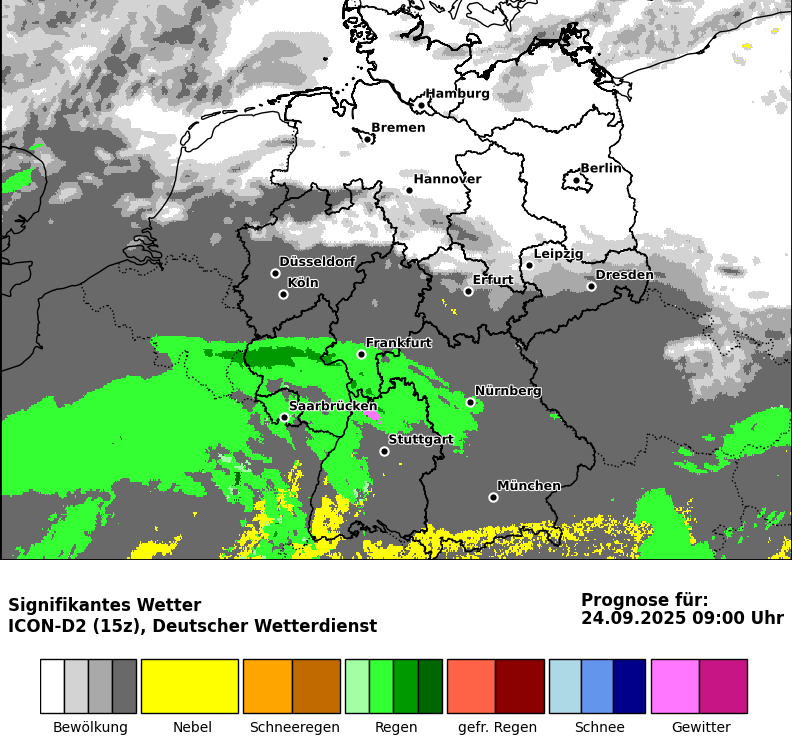 Hamburg
Bremen
Berlin
Hannover
Leipzig
Düsseldorf
Dresden
Köln
Erfurt
Frankfurt
Nürnberg
Saarbrücken
Stuttgart
München
Signifikantes Wetter
ICON-D2 (15z), Deutscher Wetterdienst
Prognose für:
24.09.2025 09:00 Uhr
Bewölkung Nebel Schneeregen Regen gefr. Regen Schnee Gewitter